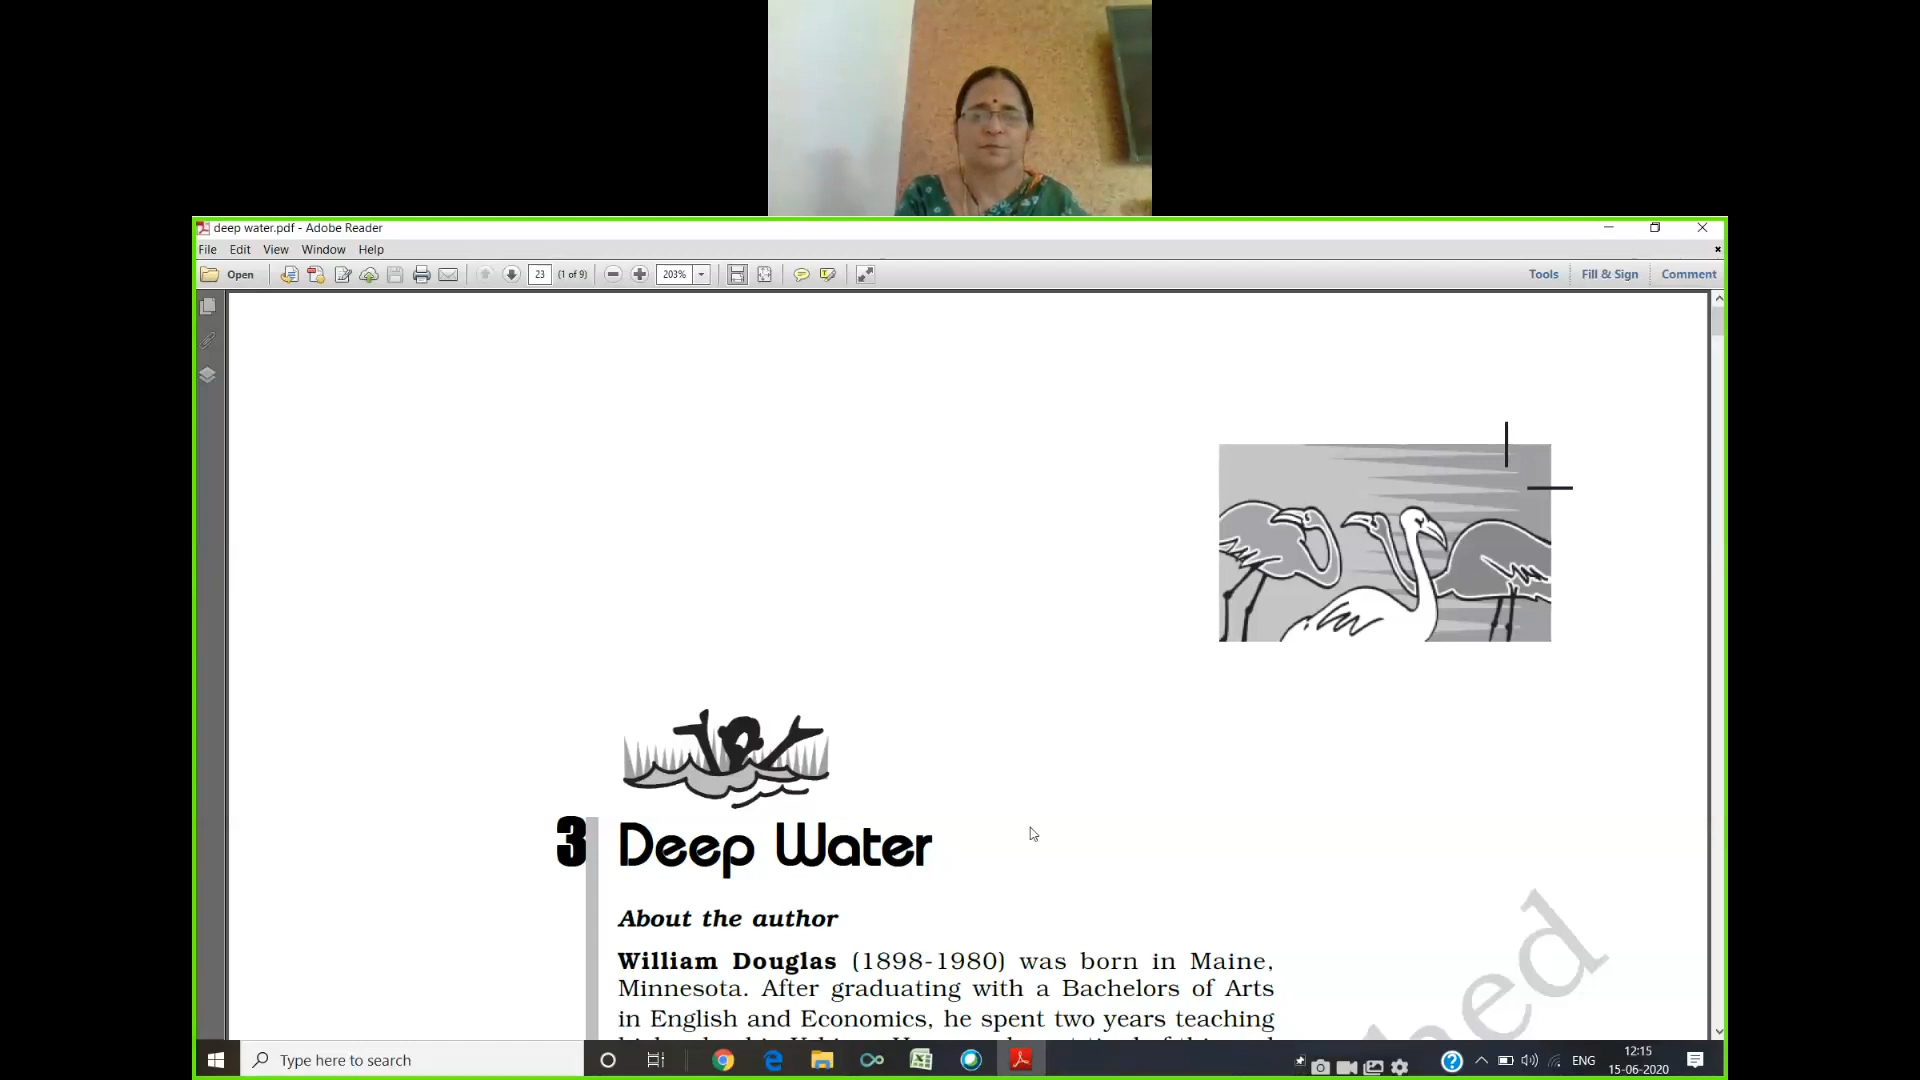 deep water.pdf - Adobe Reader
File Edit View Window Help
Open 23 (1 of 9) 203% Tools Fill & Sign Comment
3 Deep Water
About the author
William Douglas (1898-1980) was born in Maine,
Minnesota. After graduating with a Bachelors of Arts
in English and Economics, he spent two years teaching
Type here to search
ENG
12:15
15-06-2020